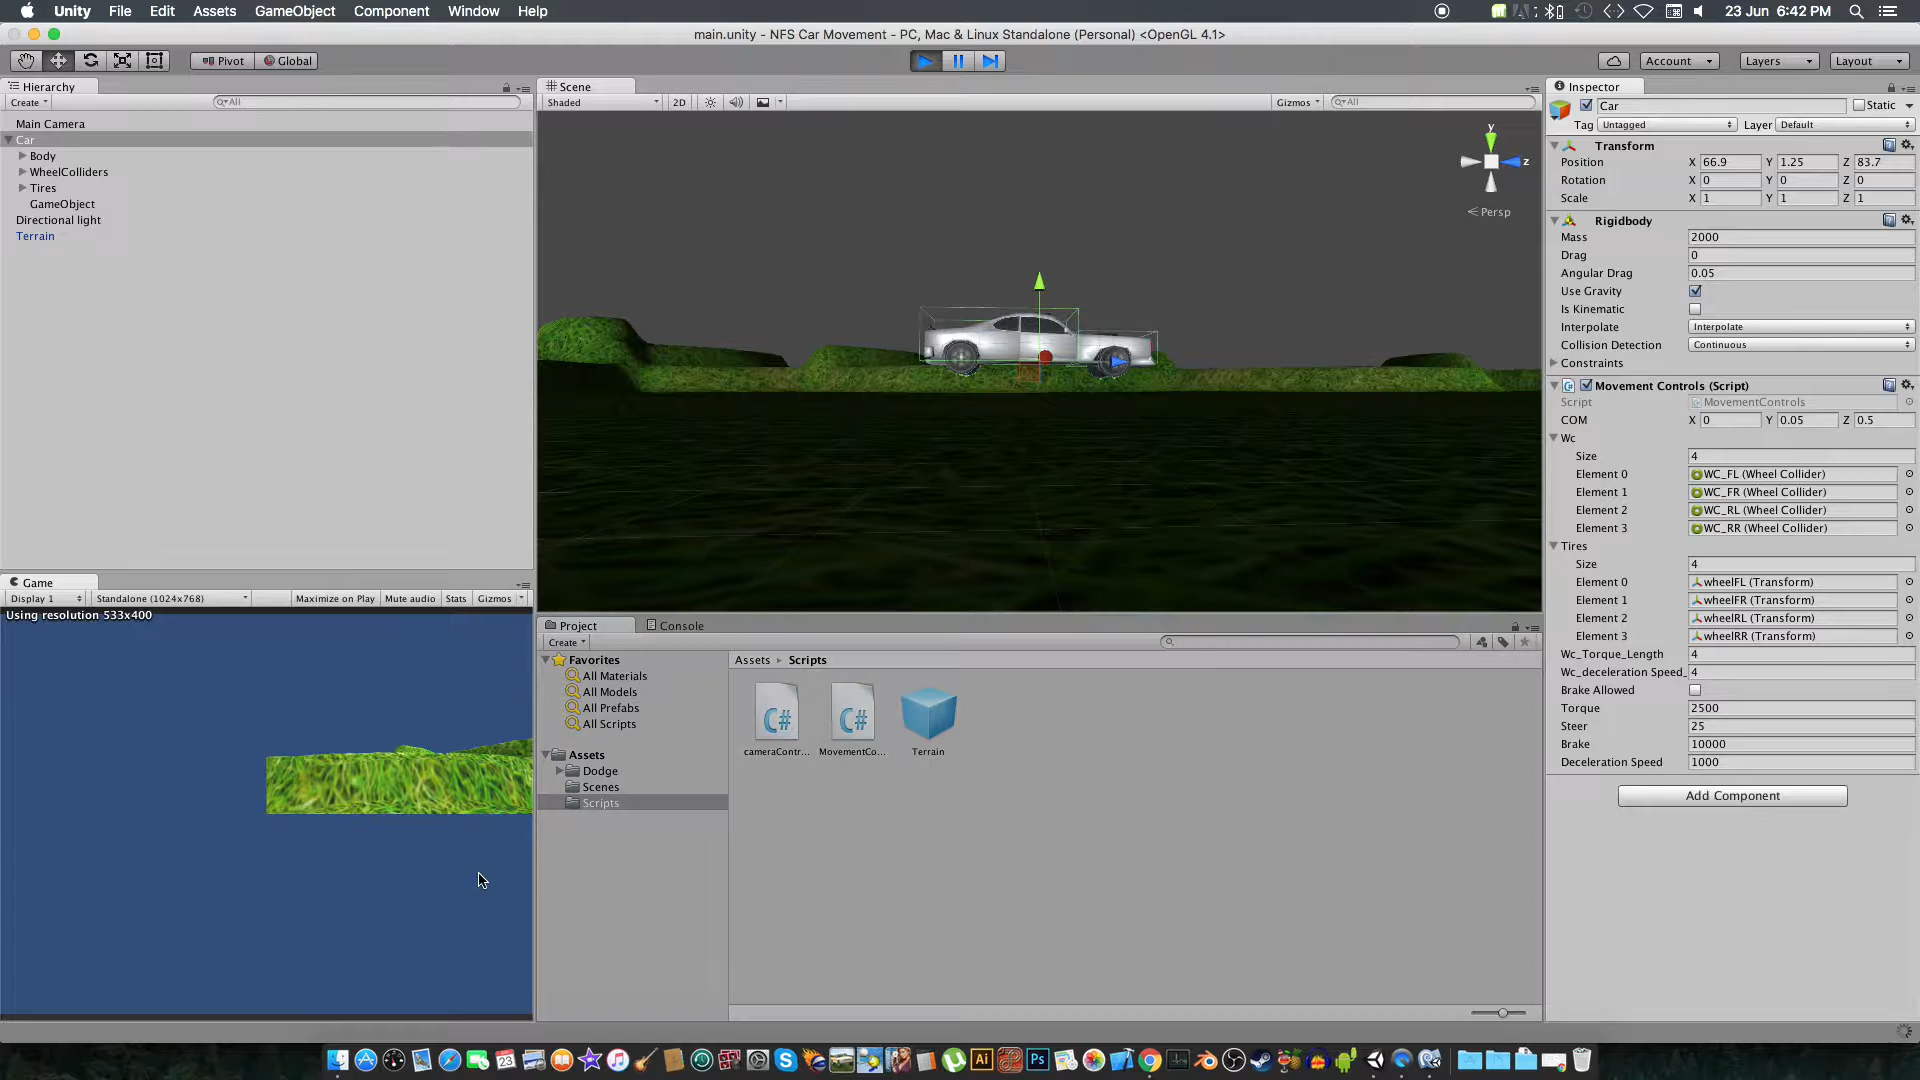 Unity File Edit Assets GameObject Component Window Help 23 Jun 6:42 PM
main.unity - NFS Car Movement - PC, Mac & Linux Standalone (Personal) <OpenGL 4.1>
Pivot Global Account Layers Layout
Hierarchy
Create All
Main Camera
Car
Body
WheelColliders
Tires
GameObject
Directional light
Terrain
Scene
Shaded 2D Gizmos All
y
z
Persp
Game
Display 1 Standalone (1024x768) Maximize on Play Mute audio Stats Gizmos
Using resolution 533x400
Project Console
Create
Favorites
All Materials
All Models
All Prefabs
All Scripts
Assets
Dodge
Scenes
Scripts
Assets Scripts
C# C#
cameraContr... MovementCo... Terrain
Inspector
Car Static
Tag Untagged Layer Default
Transform
Position X 66.9 Y 1.25 Z 83.7
Rotation X 0 Y 0 Z 0
Scale X 1 Y 1 Z 1
Rigidbody
Mass 2000
Drag 0
Angular Drag 0.05
Use Gravity
Is Kinematic
Interpolate Interpolate
Collision Detection Continuous
Constraints
Movement Controls (Script)
Script MovementControls
COM X 0 Y 0.05 Z 0.5
Wc
Size 4
Element 0 WC_FL (Wheel Collider)
Element 1 WC_FR (Wheel Collider)
Element 2 WC_RL (Wheel Collider)
Element 3 WC_RR (Wheel Collider)
Tires
Size 4
Element 0 wheelFL (Transform)
Element 1 wheelFR (Transform)
Element 2 wheelRL (Transform)
Element 3 wheelRR (Transform)
Wc_Torque_Length 4
Wc_deceleration Speed_ 4
Brake Allowed
Torque 2500
Steer 25
Brake 10000
Deceleration Speed 1000
Add Component
23 Ai Ps